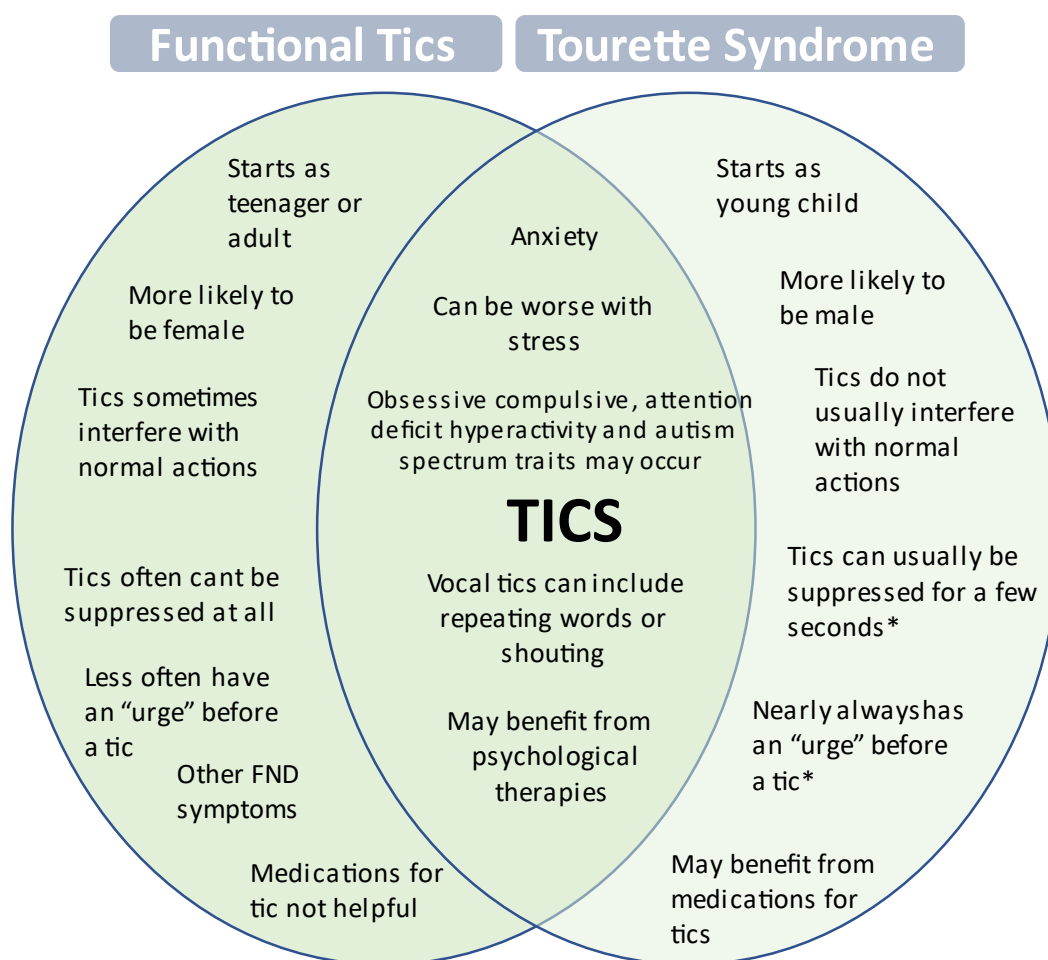 Functional Tics
Tourette Syndrome
Starts as
teenager or
adult
More likely to
be female
Tics sometimes
interfere with
normal actions
Tics often cant be
suppressed at all
Less often have
an “urge” before
a tic
Other FND
symptoms
Medications for
tic not helpful
Anxiety
Can be worse with
stress
Obsessive compulsive, attention
deficit hyperactivity and autism
spectrum traits may occur
TICS
Vocal tics can include
repeating words or
shouting
May benefit from
psychological
therapies
Starts as
young child
More likely to
be male
Tics do not
usually interfere
with normal
actions
Tics can usually be
suppressed for a few
seconds*
Nearly alwayshas
an “urge” before
a tic*
May benefit from
medications for
tics